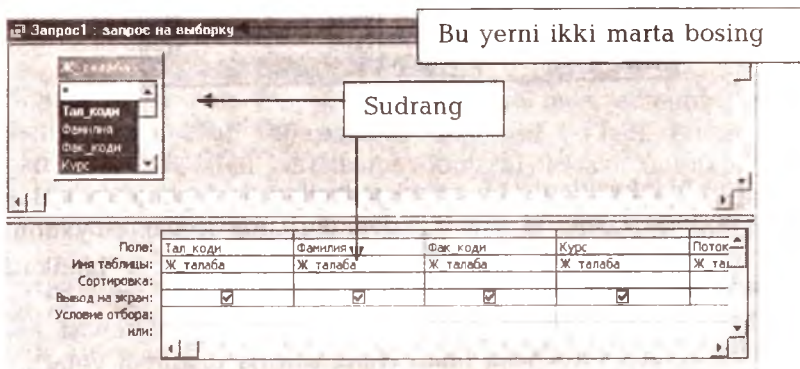 Запрос1 : запрос на выборку
Bu yerni ikki marta bosing
Ж_талаба
*
Тал_коди
Фамилия
Фак_коди
Курс
Sudrang
Поле: Тал_коди Фамилия Фак_коди Курс Поток
Имя таблицы: Ж_талаба Ж_талаба Ж_талаба Ж_талаба Ж_та
Сортировка:
Вывод на экран:
Условие отбора:
или: